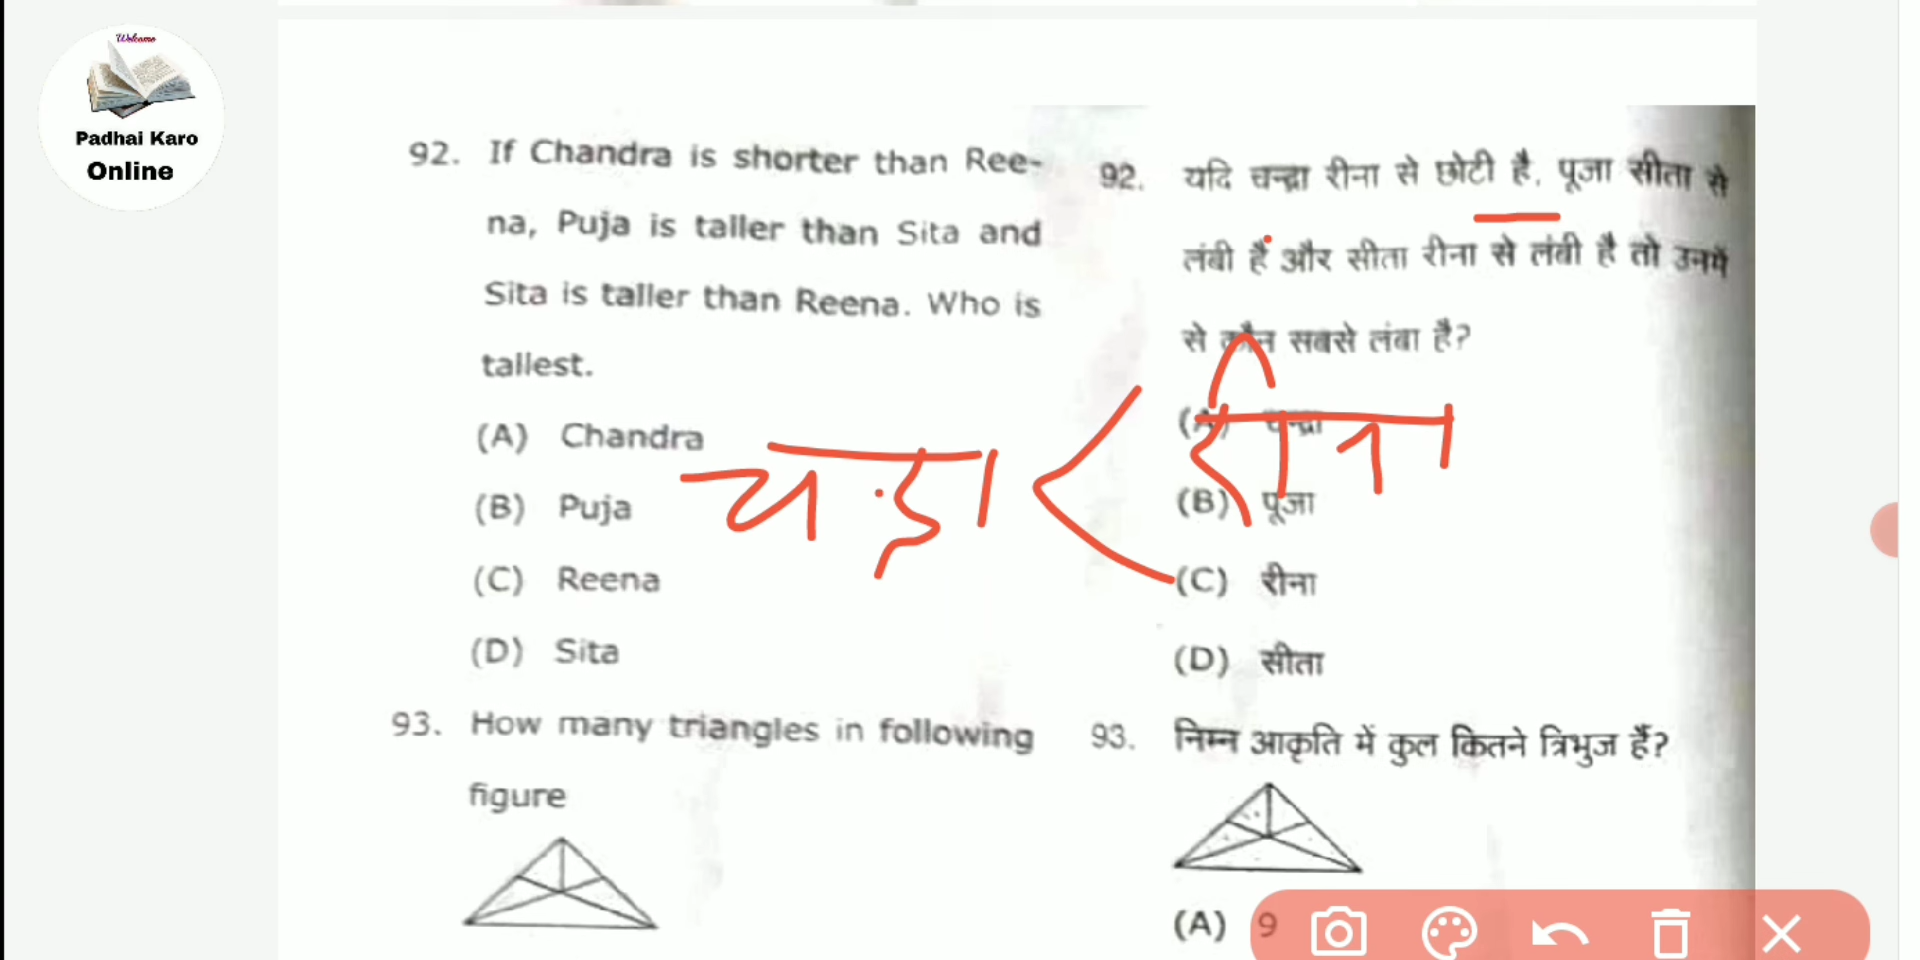 Welcome
Padhai Karo
Online
92. If Chandra is shorter than Ree-
na, Puja is taller than Sita and
Sita is taller than Reena. Who is
tallest.
(A) Chandra
(B) Puja
(C) Reena
(D) Sita
93. How many triangles in following
figure
92. यदि चन्द्रा रीना से छोटी है, पूजा सीता से
लंबी है और सीता रीना से लंबी है तो उनमें
से कौन सबसे लंबा है?
(A) चन्द्रा
(B) पूजा
(C) रीना
(D) सीता
< रीना
93. निम्न आकृति में कुल कितने त्रिभुज हैं?
(A) 9